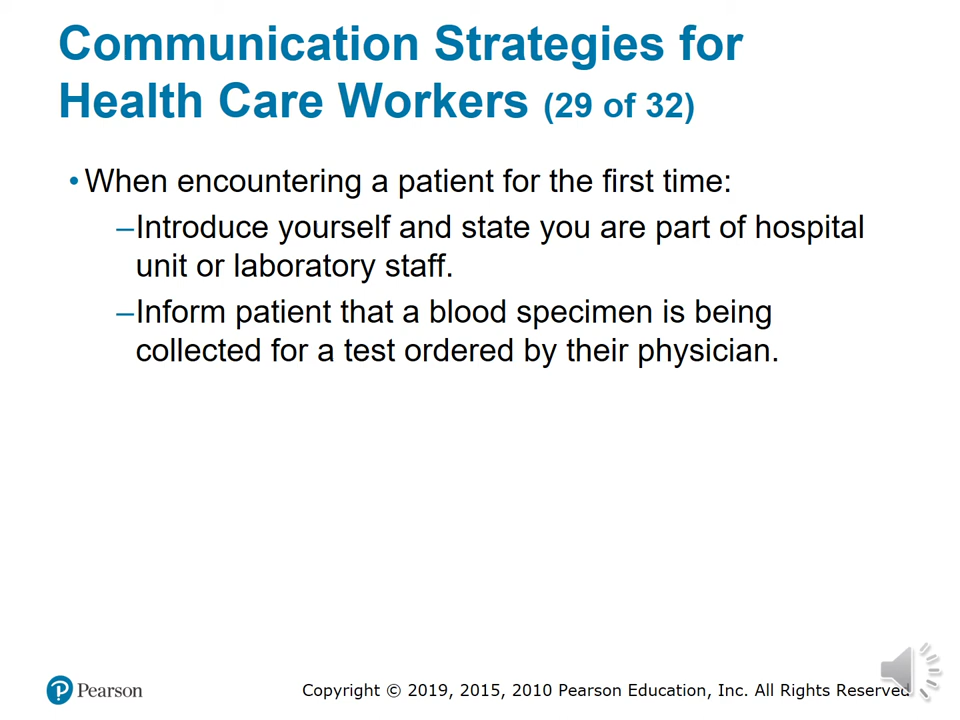 Communication Strategies for
Health Care Workers (29 of 32)
• When encountering a patient for the first time:
–Introduce yourself and state you are part of hospital
unit or laboratory staff.
–Inform patient that a blood specimen is being
collected for a test ordered by their physician.
Pearson
Copyright © 2019, 2015, 2010 Pearson Education, Inc. All Rights Reserved